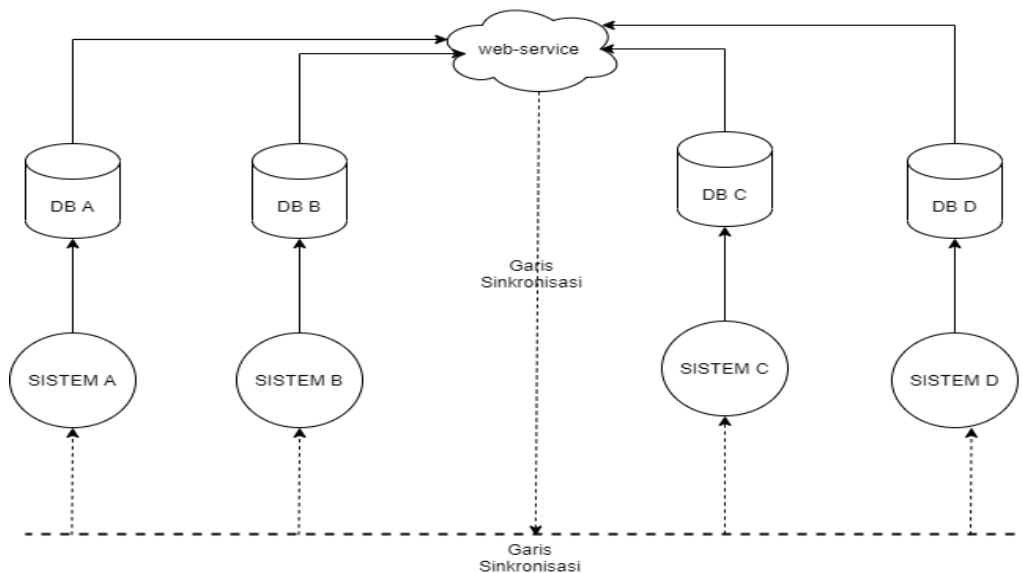 web-service
DB A
DB B
DB C
DB D
Garis
Sinkronisasi
SISTEM A
SISTEM B
SISTEM C
SISTEM D
Garis
Sinkronisasi